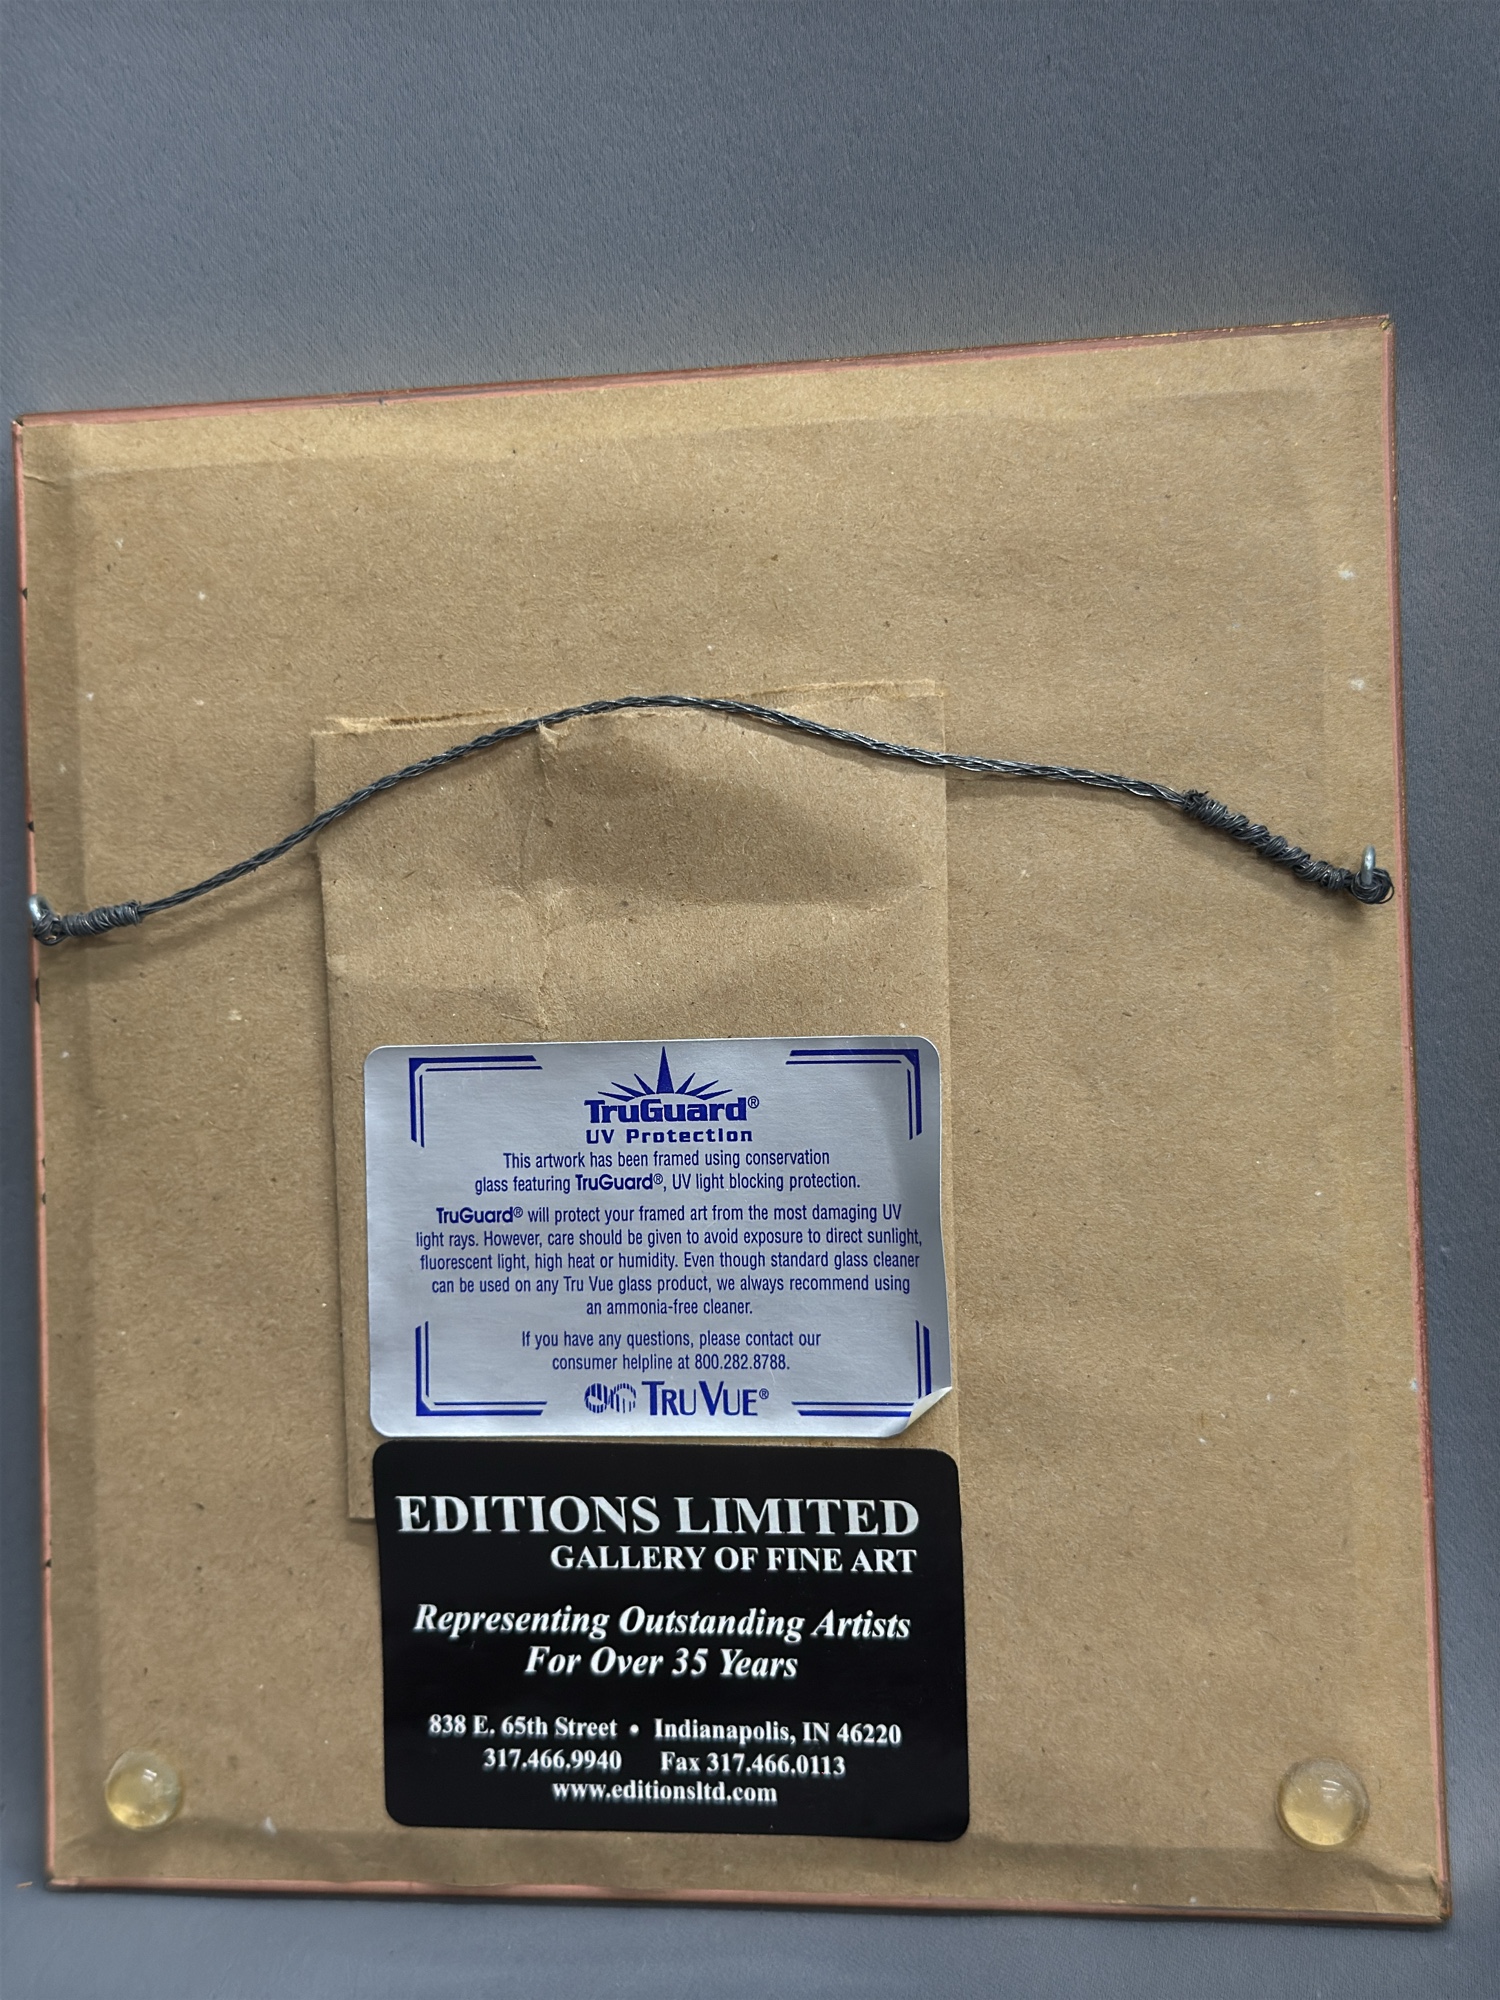 TruGuard®
UV Protection
This artwork has been framed using conservation
glass featuring TruGuard®, UV light blocking protection.
TruGuard® will protect your framed art from the most damaging UV
light rays. However, care should be given to avoid exposure to direct sunlight,
fluorescent light, high heat or humidity. Even though standard glass cleaner
can be used on any Tru Vue glass product, we always recommend using
an ammonia-free cleaner.
If you have any questions, please contact our
consumer helpline at 800.282.8788.
TRU VUE®
EDITIONS LIMITED
GALLERY OF FINE ART
Representing Outstanding Artists
For Over 35 Years
838 E. 65th Street • Indianapolis, IN 46220
317.466.9940 Fax 317.466.0113
www.editionsltd.com